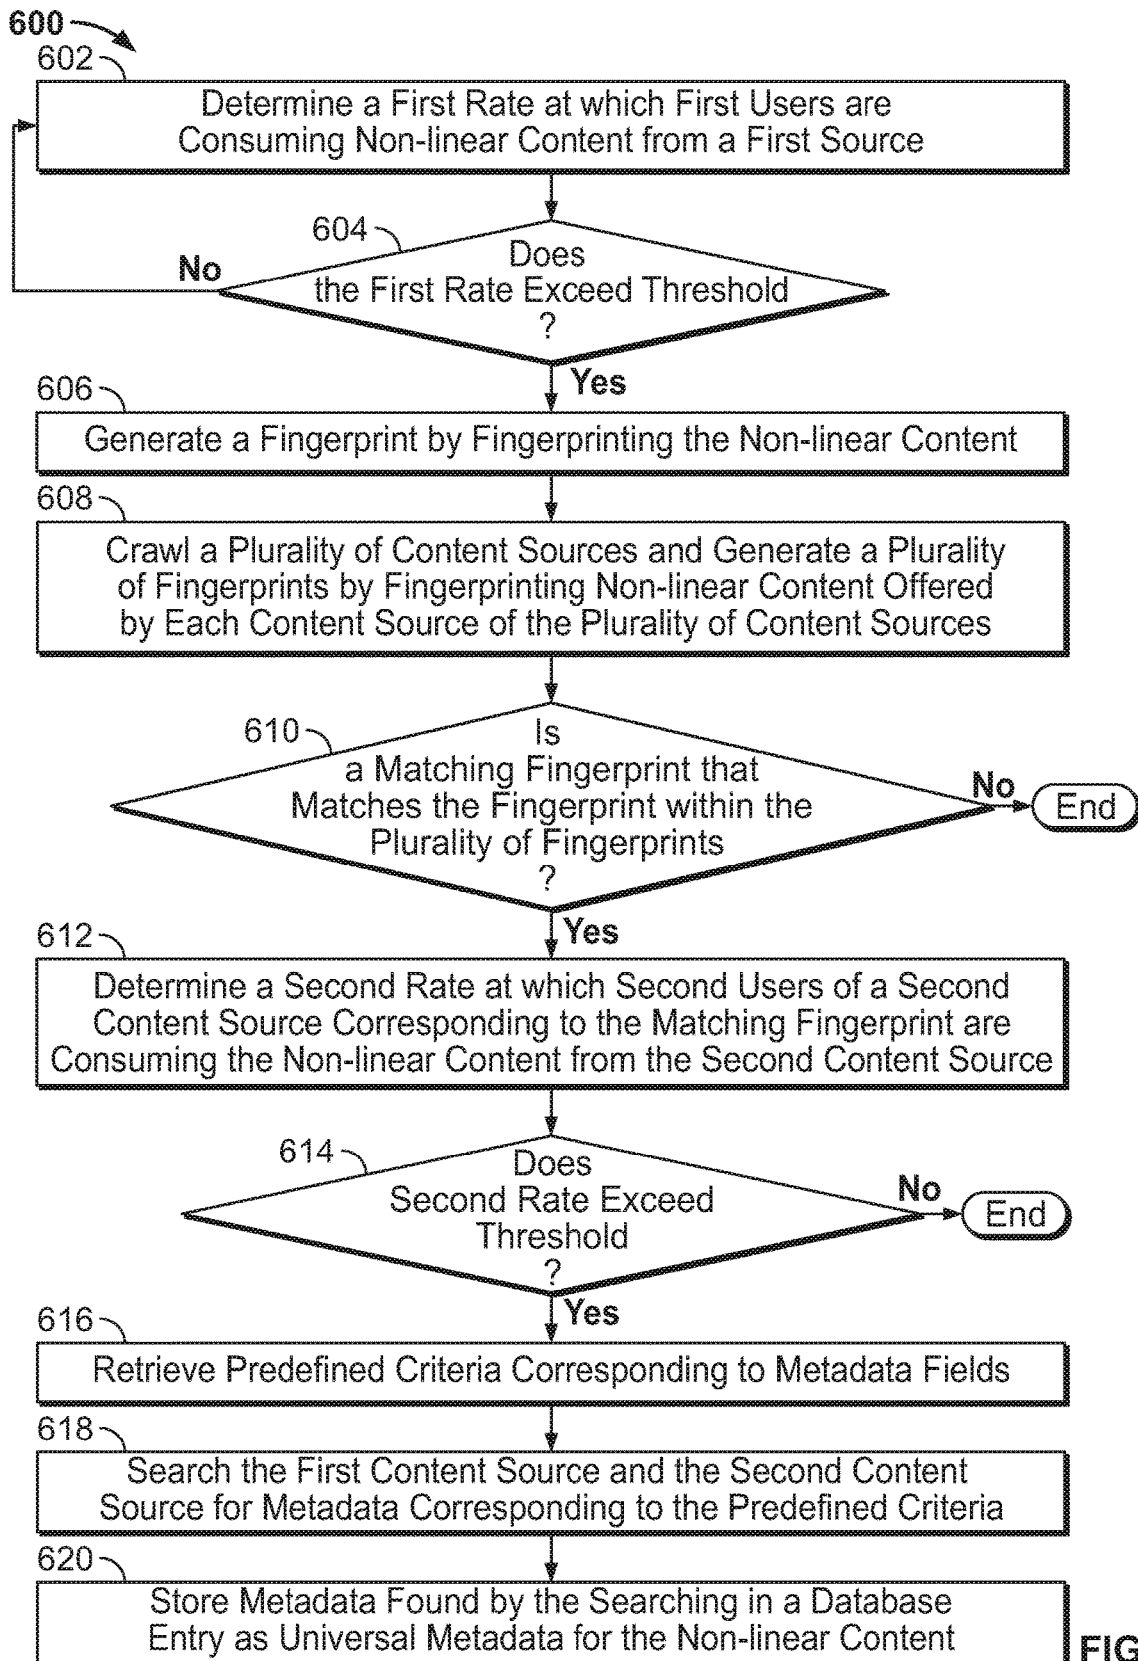 600
602
Determine a First Rate at which First Users are
Consuming Non-linear Content from a First Source
604
Does
the First Rate Exceed Threshold
?
No
Yes
606
Generate a Fingerprint by Fingerprinting the Non-linear Content
608
Crawl a Plurality of Content Sources and Generate a Plurality
of Fingerprints by Fingerprinting Non-linear Content Offered
by Each Content Source of the Plurality of Content Sources
610
Is
a Matching Fingerprint that
Matches the Fingerprint within the
Plurality of Fingerprints
?
No
End
Yes
612
Determine a Second Rate at which Second Users of a Second
Content Source Corresponding to the Matching Fingerprint are
Consuming the Non-linear Content from the Second Content Source
614
Does
Second Rate Exceed
Threshold
?
No
End
Yes
616
Retrieve Predefined Criteria Corresponding to Metadata Fields
618
Search the First Content Source and the Second Content
Source for Metadata Corresponding to the Predefined Criteria
620
Store Metadata Found by the Searching in a Database
Entry as Universal Metadata for the Non-linear Content
FIG